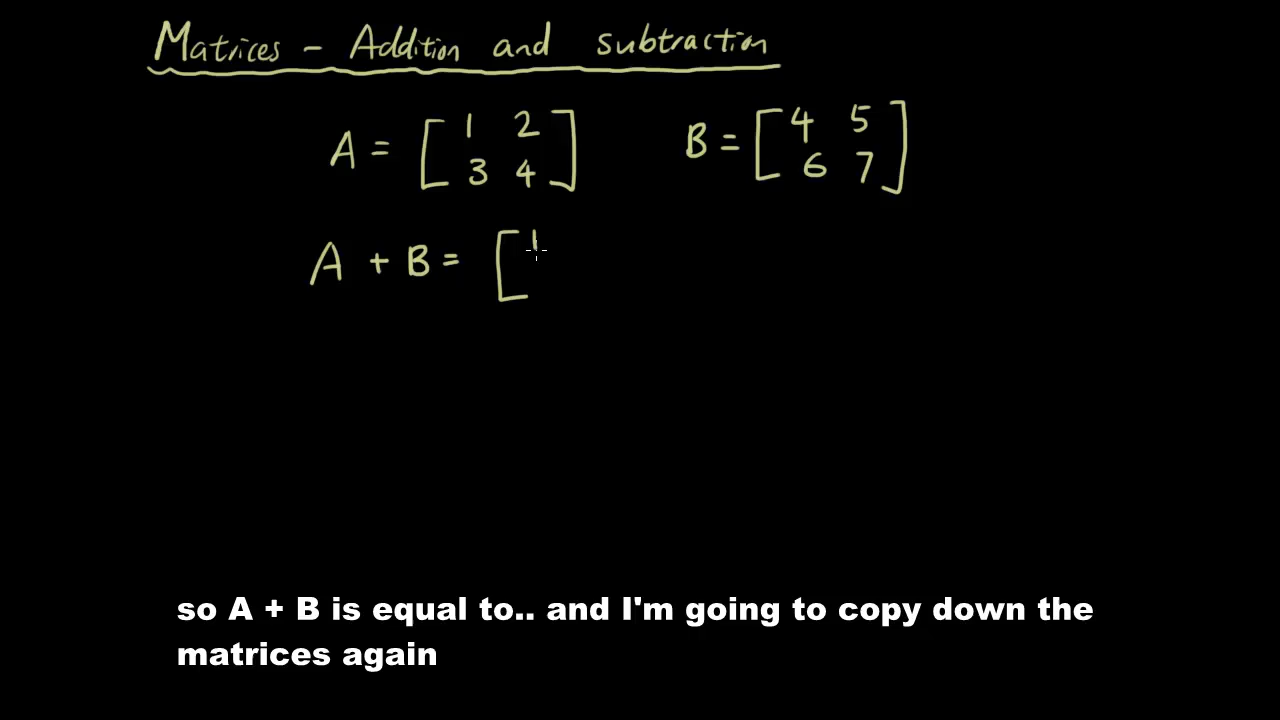 Matrices - Addition and subtraction
A = [ 1 2 B = [ 4 5
3 4 ] 6 7 ]
A + B = [ 1
so A + B is equal to.. and I'm going to copy down the
matrices again